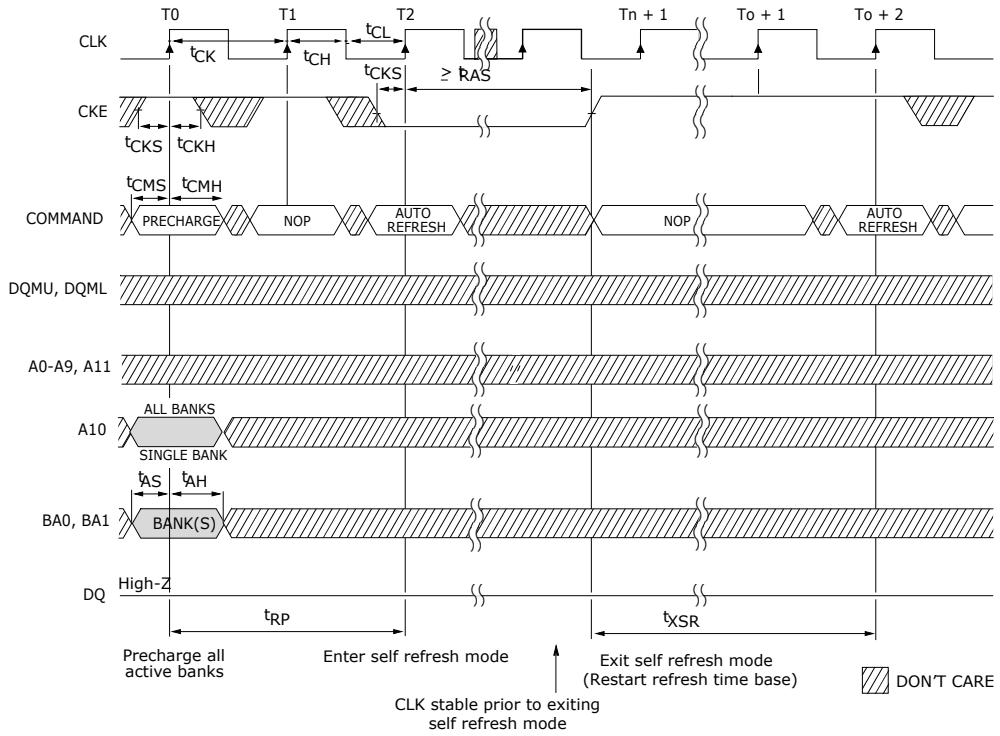 T0 T1 T2 Tn + 1 To + 1 To + 2
CLK
tCK tCH tCL
tCKS ≥ tRAS
CKE
tCKS tCKH
tCMS tCMH
COMMAND PRECHARGE NOP AUTO REFRESH NOP AUTO REFRESH
DQMU, DQML
A0-A9, A11
ALL BANKS
A10
SINGLE BANK
tAS tAH
BA0, BA1 BANK(S)
High-Z
DQ
tRP tXSR
Precharge all
active banks
Enter self refresh mode
Exit self refresh mode
(Restart refresh time base)
DON'T CARE
CLK stable prior to exiting
self refresh mode